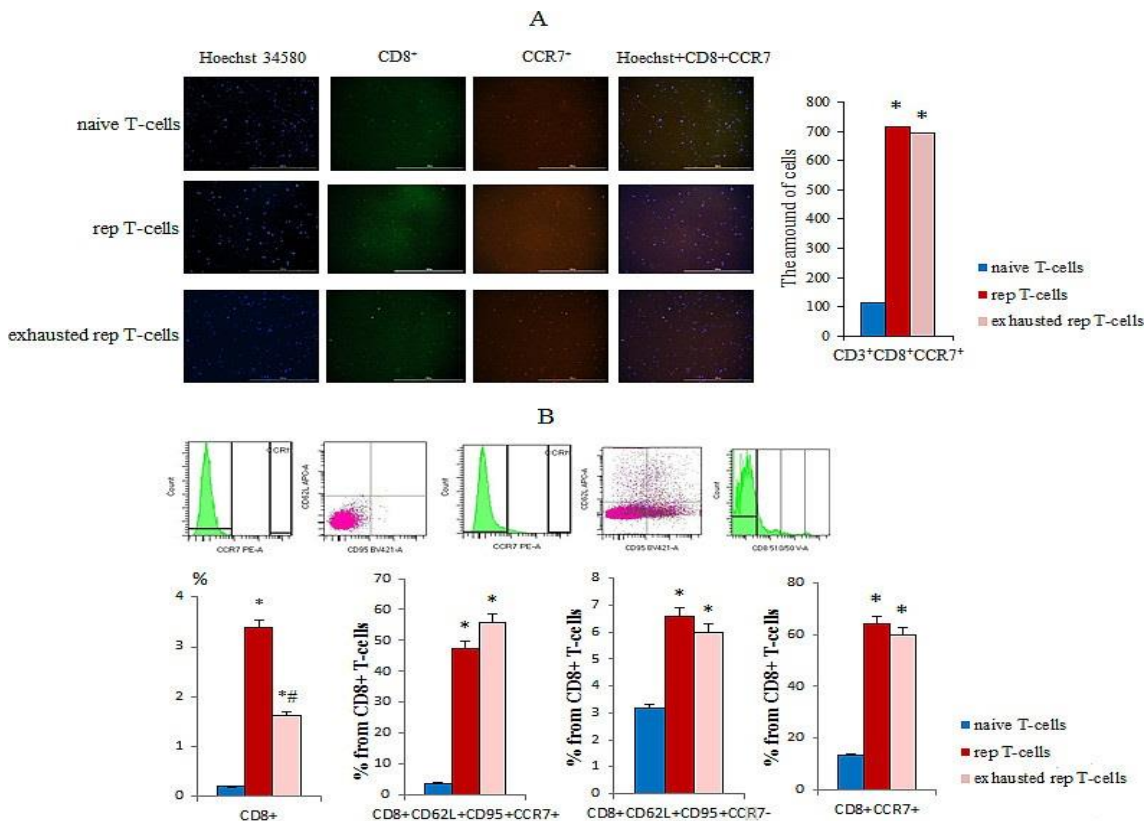 A
Hoechst 34580
CD8+
CCR7+
Hoechst+CD8+CCR7
naive T-cells
rep T-cells
exhausted rep T-cells
The amound of cells
800
700
600
500
400
300
200
100
0
* *
CD3+CD8+CCR7+
naive T-cells
rep T-cells
exhausted rep T-cells
B
Count
CCR7 PE-A
CD62L APC-A
CD95 BV421-A
Count
CCR7 PE-A
CD62L APC-A
CD95 BV421-A
Count
CD8 510/50 V-A
%
4
3
2
1
0
*
*#
CD8+
% from CD8+ T-cells
70
60
50
40
30
20
10
0
*
*
CD8+CD62L+CD95+CCR7+
% from CD8+ T-cells
8
7
6
5
4
3
2
1
0
*
*
CD8+CD62L+CD95+CCR7-
% from CD8+ T-cells
80
60
40
20
0
*
*
CD8+CCR7+
naive T-cells
rep T-cells
exhausted rep T-cells